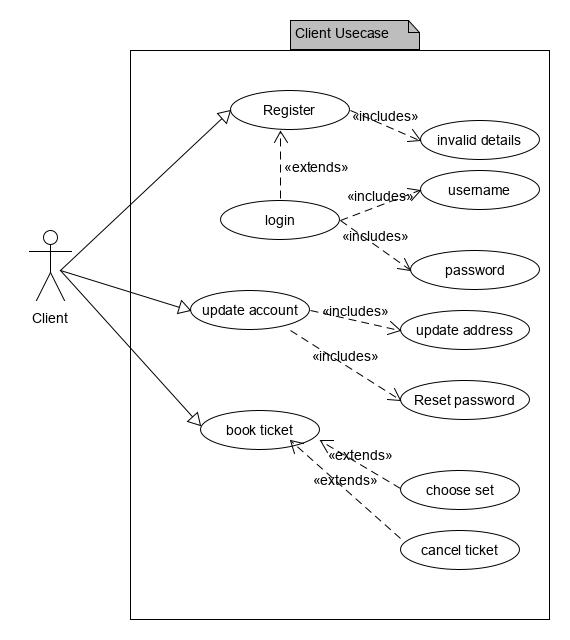 Client Usecase
Register
«includes»
invalid details
«extends»
username
«includes»
login
«includes»
password
Client
update account
«includes»
update address
«includes»
Reset password
book ticket
«extends»
«extends»
choose set
cancel ticket